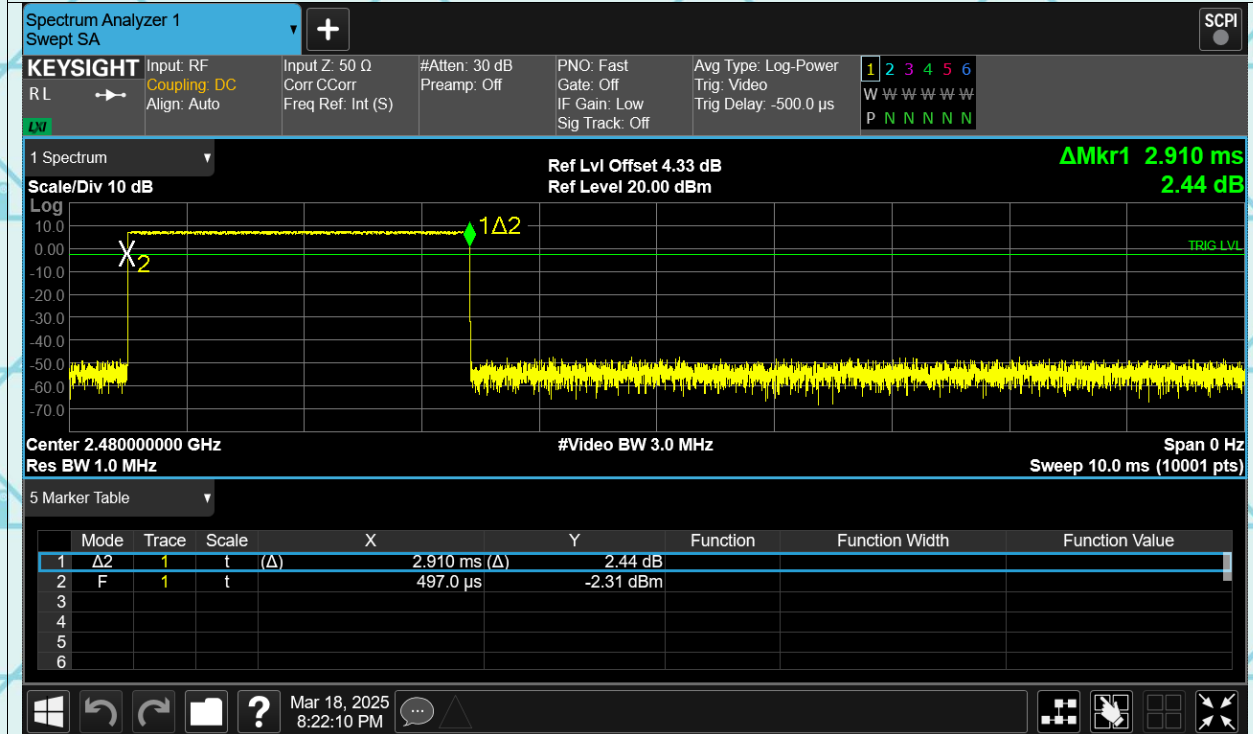 Spectrum Analyzer 1
Swept SA
+
SCPI
KEYSIGHT
RL
LXI
Input: RF
Coupling: DC
Align: Auto
Input Z: 50 Ω
Corr CCorr
Freq Ref: Int (S)
#Atten: 30 dB
Preamp: Off
PNO: Fast
Gate: Off
IF Gain: Low
Sig Track: Off
Avg Type: Log-Power
Trig: Video
Trig Delay: -500.0 µs
1 2 3 4 5 6
W W W W W W
P N N N N N
1 Spectrum
Scale/Div 10 dB
Ref Lvl Offset 4.33 dB
Ref Level 20.00 dBm
ΔMkr1 2.910 ms
2.44 dB
Log
10.0
0.00
-10.0
-20.0
-30.0
-40.0
-50.0
-60.0
-70.0
1Δ2
X2
TRIG LVL
Center 2.480000000 GHz
#Video BW 3.0 MHz
Span 0 Hz
Res BW 1.0 MHz
Sweep 10.0 ms (10001 pts)
5 Marker Table
Mode Trace Scale X Y Function Function Width Function Value
1 Δ2 1 t (Δ) 2.910 ms (Δ) 2.44 dB
2 F 1 t 497.0 µs -2.31 dBm
3
4
5
6
?
Mar 18, 2025
8:22:10 PM